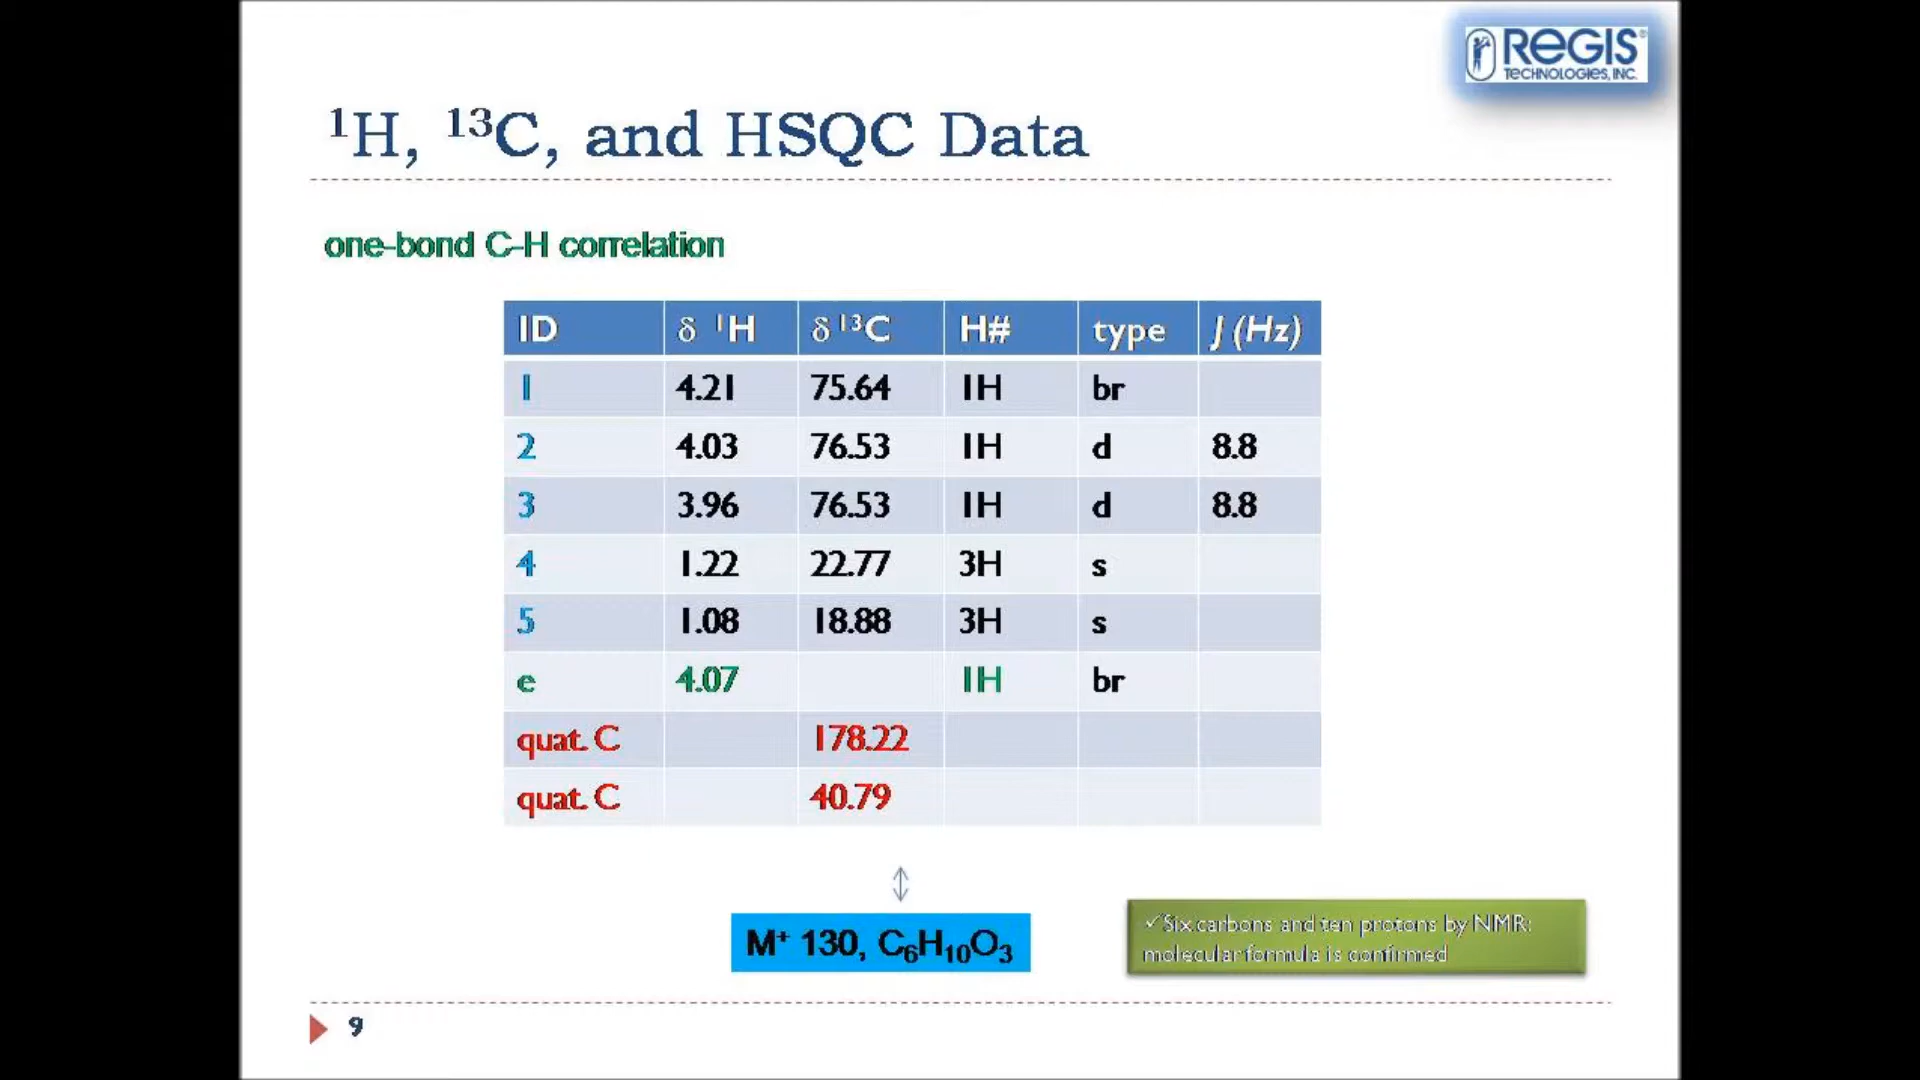 REGIS®
TECHNOLOGIES, INC.
¹H, ¹³C, and HSQC Data
one-bond C-H correlation
ID δ ¹H δ ¹³C H# type J (Hz)
1 4.21 75.64 1H br
2 4.03 76.53 1H d 8.8
3 3.96 76.53 1H d 8.8
4 1.22 22.77 3H s
5 1.08 18.88 3H s
e 4.07 1H br
quat. C 178.22
quat. C 40.79
M⁺ 130, C₆H₁₀O₃
✓Six carbons and ten protons by NMR:
molecular formula is confirmed
9